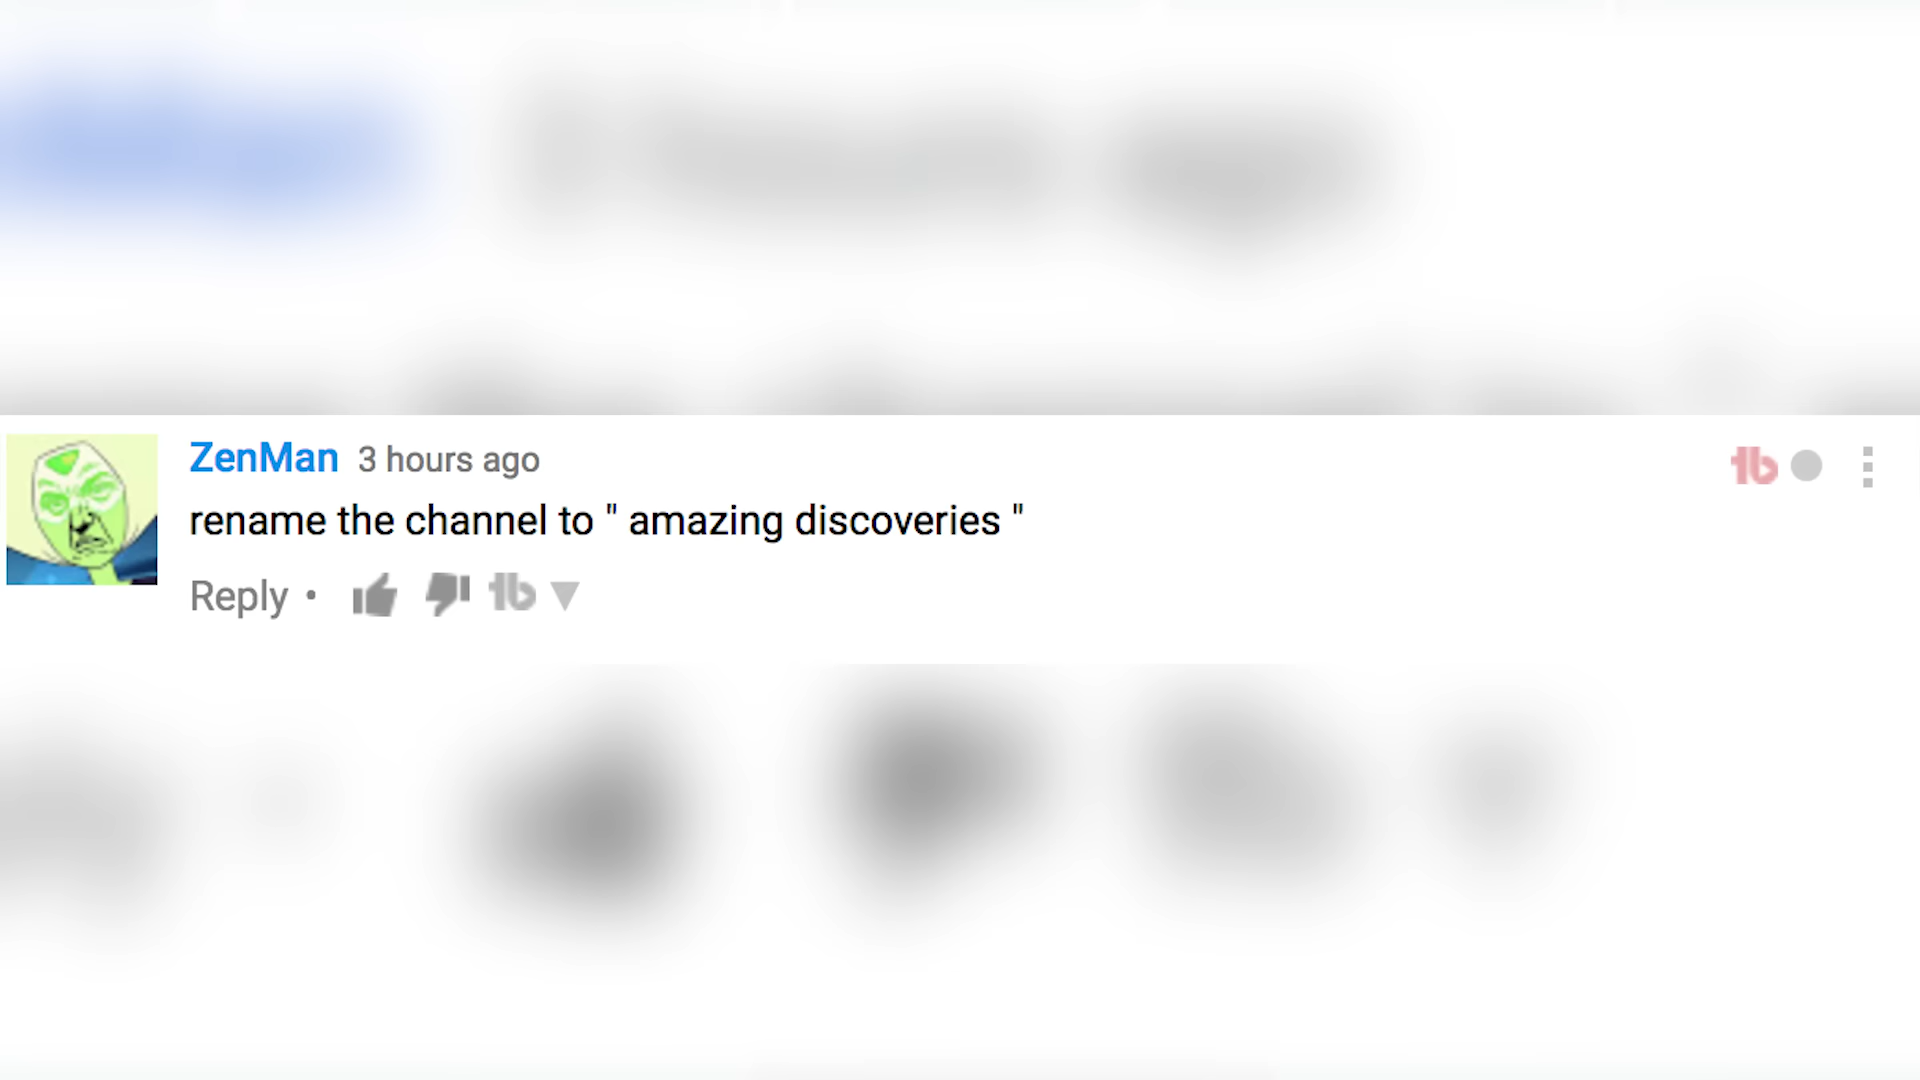 ZenMan 3 hours ago
rename the channel to " amazing discoveries "
Reply •